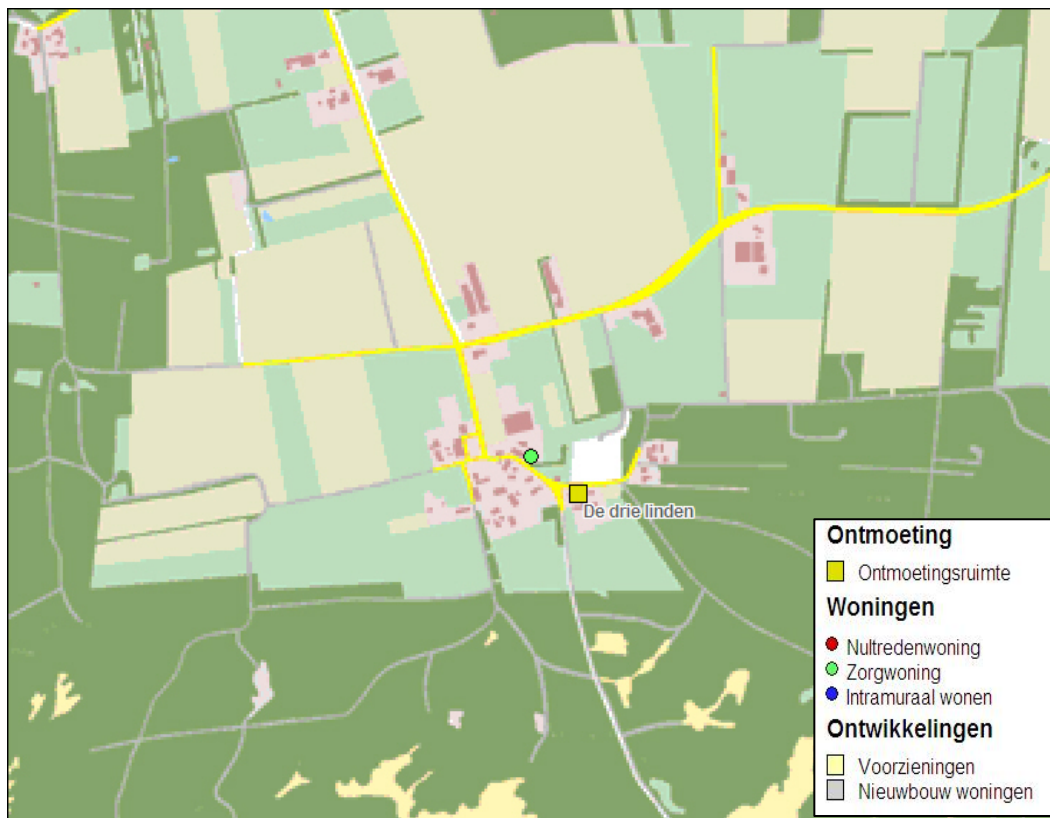 De drie linden
Ontmoeting
Ontmoetingsruimte
Woningen
Nultredenwoning
Zorgwoning
Intramuraal wonen
Ontwikkelingen
Voorzieningen
Nieuwbouw woningen